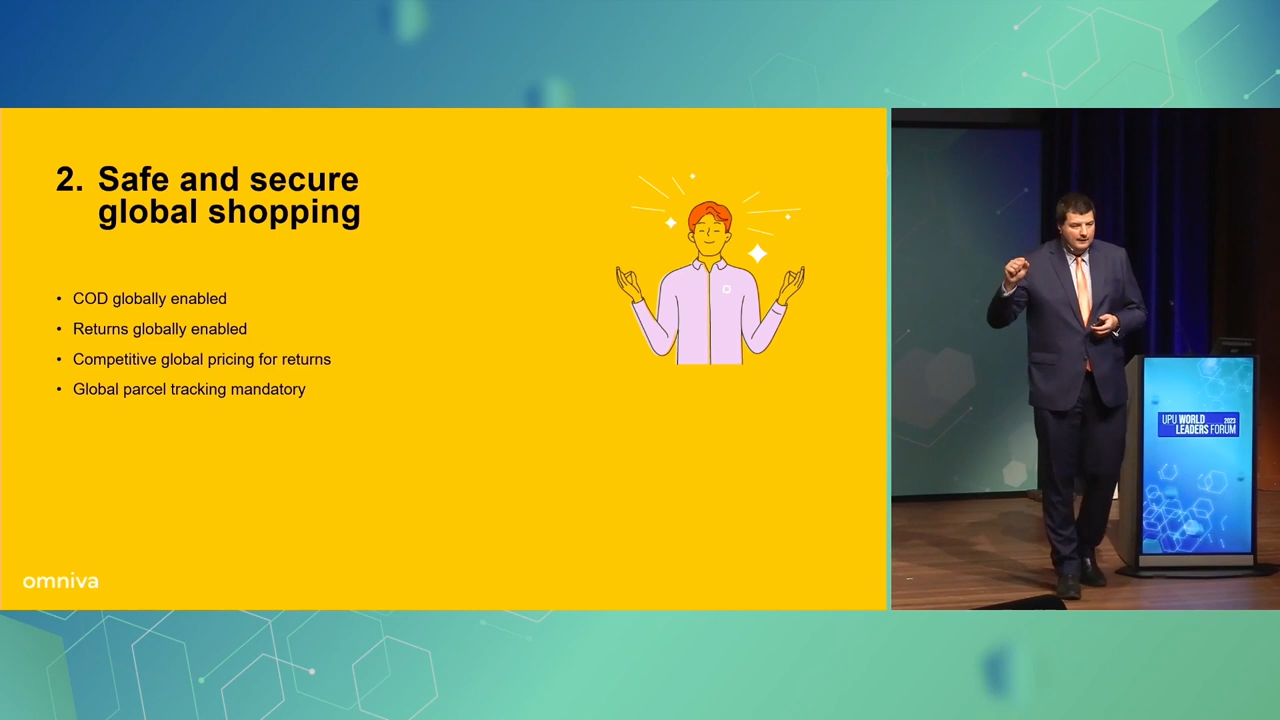 2. Safe and secure
global shopping
• COD globally enabled
• Returns globally enabled
• Competitive global pricing for returns
• Global parcel tracking mandatory
omniva
UPU WORLD 2023
LEADERS FORUM